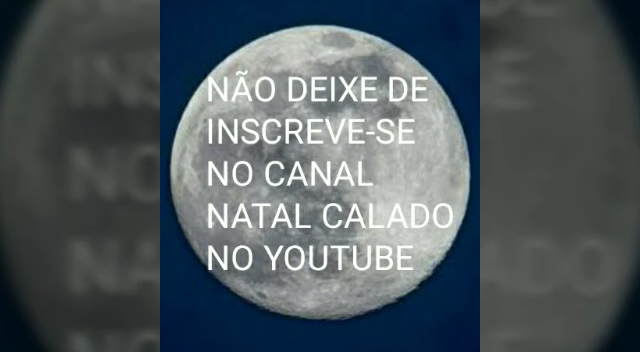 NÃO DEIXE DE
INSCREVE-SE
NO CANAL
NATAL CALADO
NO YOUTUBE